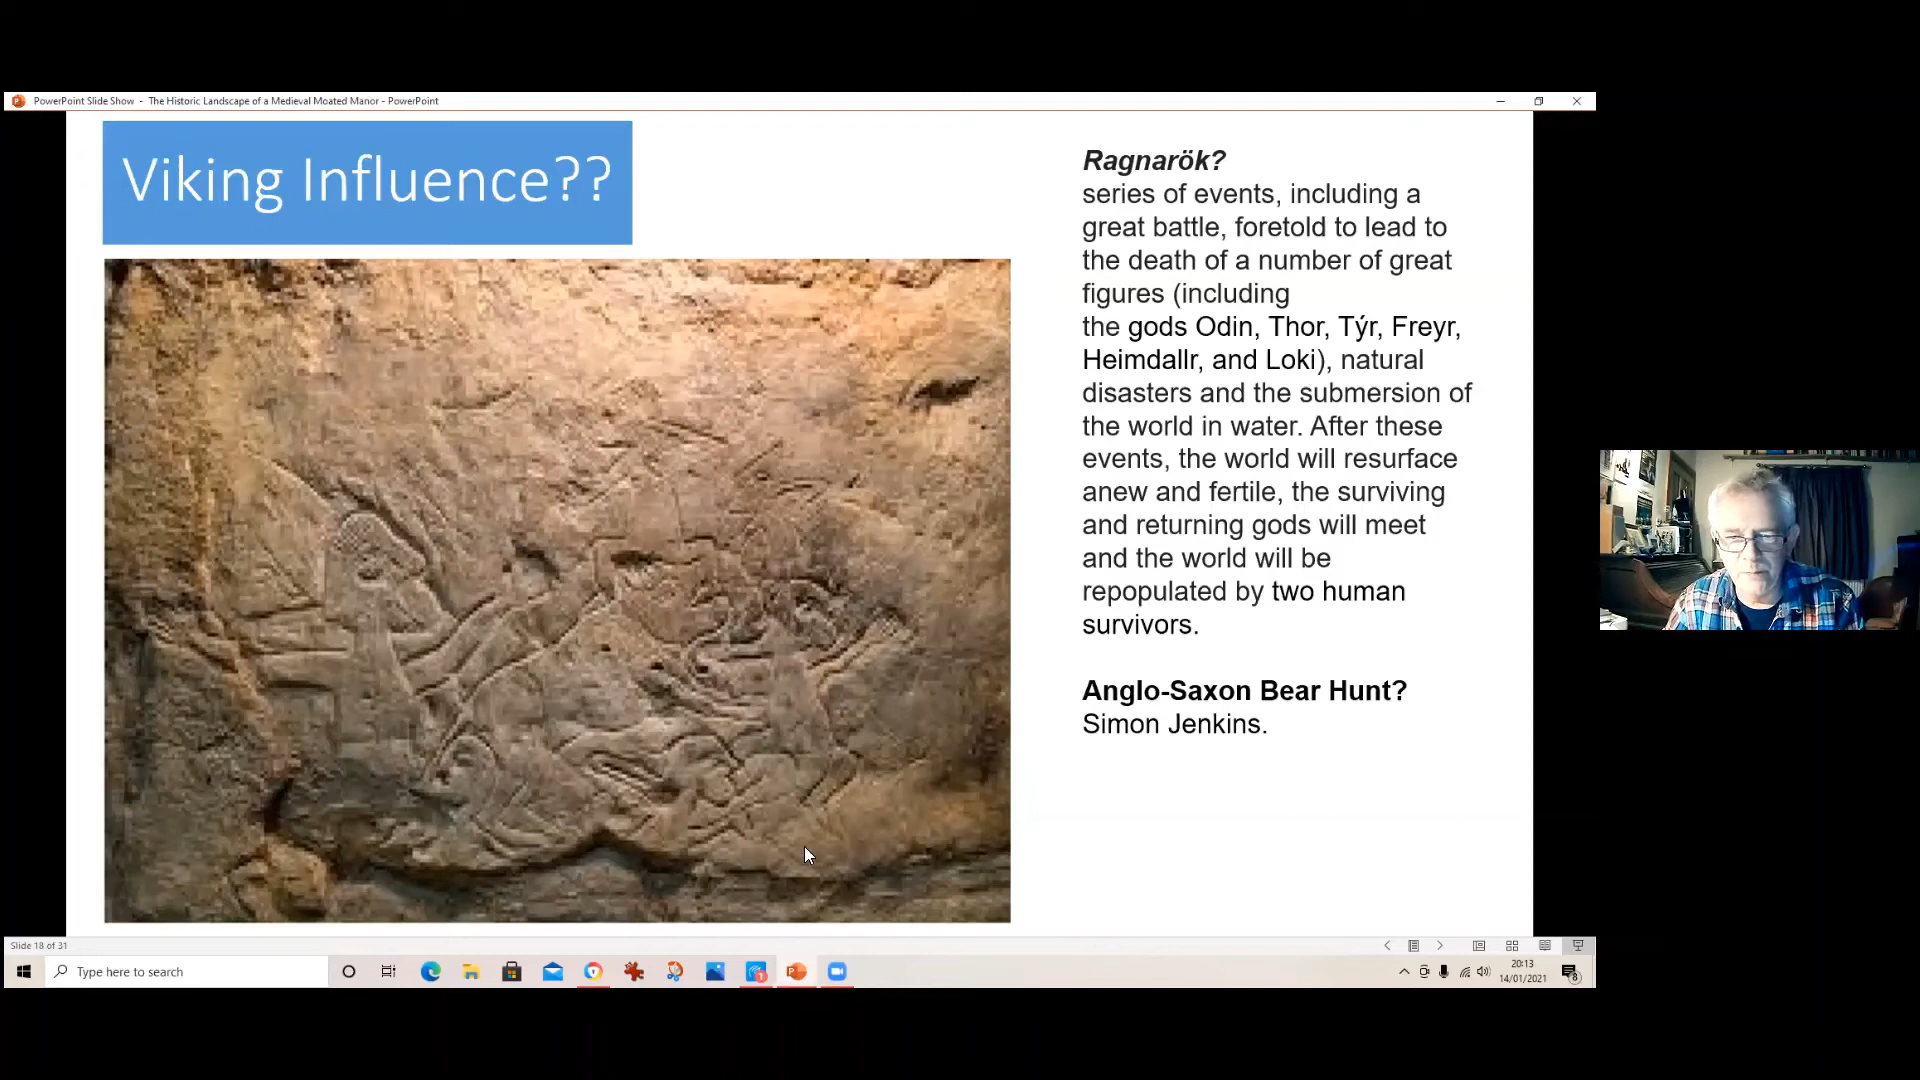 PowerPoint Slide Show - The Historic Landscape of a Medieval Moated Manor - PowerPoint
Viking Influence??
Ragnarök?
series of events, including a
great battle, foretold to lead to
the death of a number of great
figures (including
the gods Odin, Thor, Týr, Freyr,
Heimdallr, and Loki), natural
disasters and the submersion of
the world in water. After these
events, the world will resurface
anew and fertile, the surviving
and returning gods will meet
and the world will be
repopulated by two human
survivors.
Anglo-Saxon Bear Hunt?
Simon Jenkins.
Slide 18 of 31
Type here to search
1
20:13
14/01/2021
8